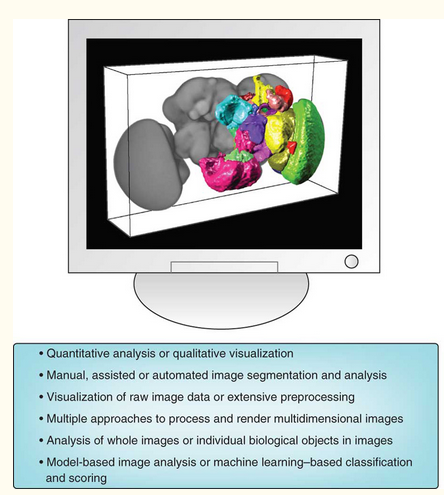 • Quantitative analysis or qualitative visualization
• Manual, assisted or automated image segmentation and analysis
• Visualization of raw image data or extensive preprocessing
• Multiple approaches to process and render multidimensional images
• Analysis of whole images or individual biological objects in images
• Model-based image analysis or machine learning–based classification
and scoring